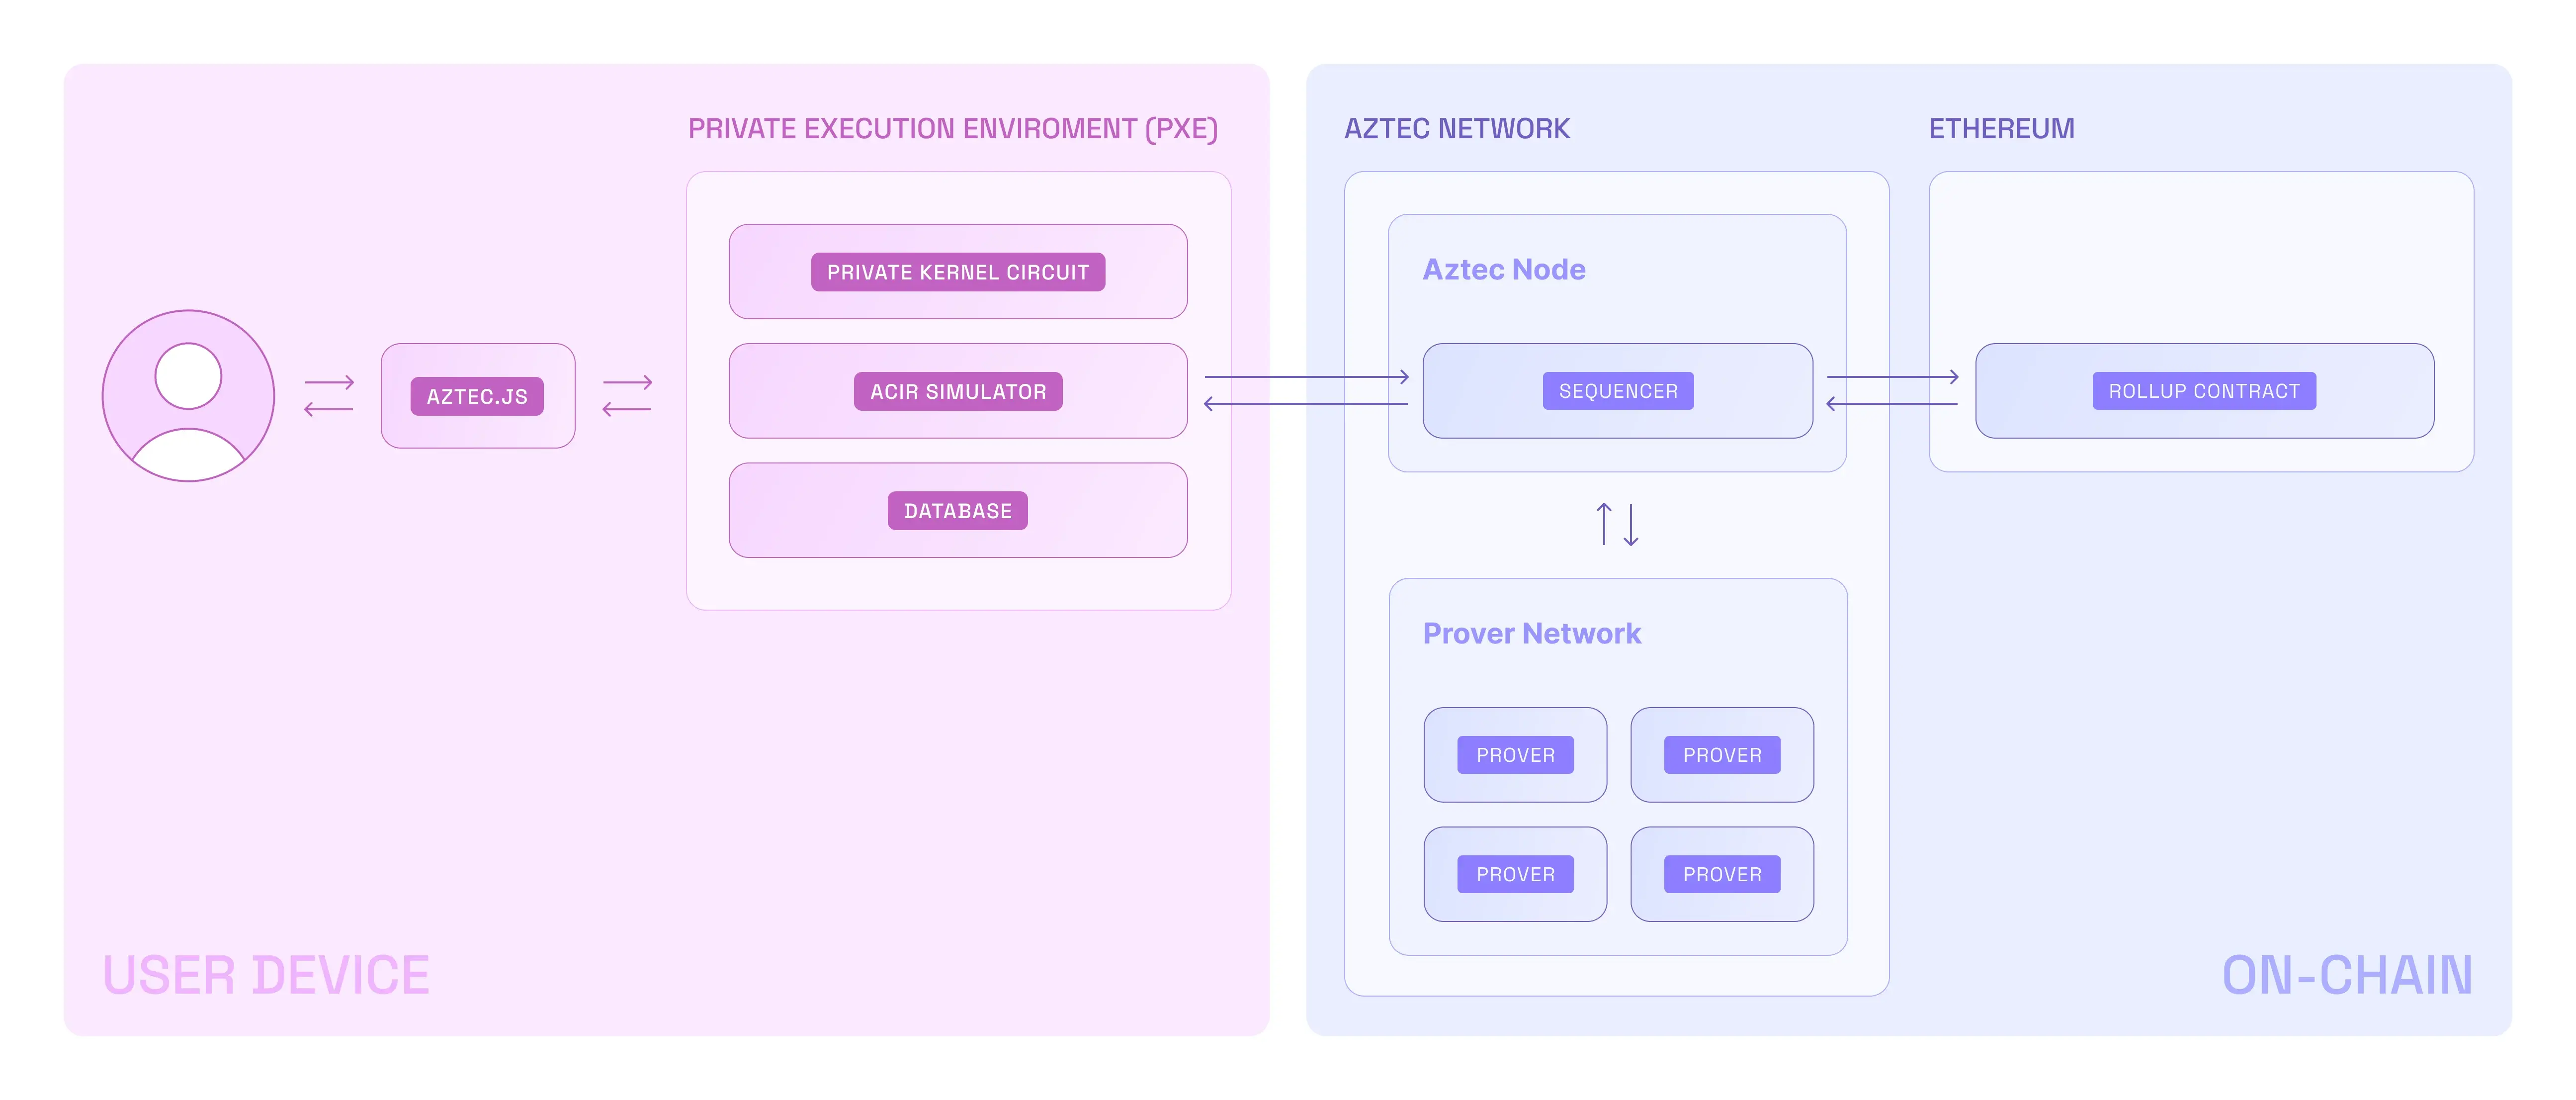 PRIVATE EXECUTION ENVIROMENT (PXE)
PRIVATE KERNEL CIRCUIT
AZTEC.JS
ACIR SIMULATOR
DATABASE
USER DEVICE
AZTEC NETWORK
Aztec Node
SEQUENCER
Prover Network
PROVER
PROVER
PROVER
PROVER
ETHEREUM
ROLLUP CONTRACT
ON-CHAIN